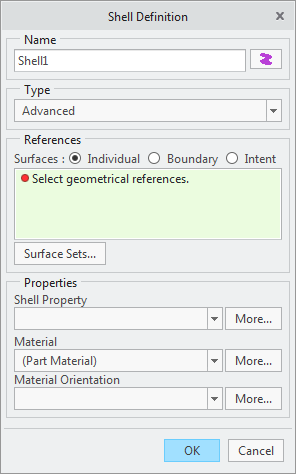 Shell Definition
Name
Shell1
Type
Advanced
References
Surfaces : Individual Boundary Intent
Select geometrical references.
Surface Sets...
Properties
Shell Property
More...
Material
(Part Material) More...
Material Orientation
More...
OK Cancel